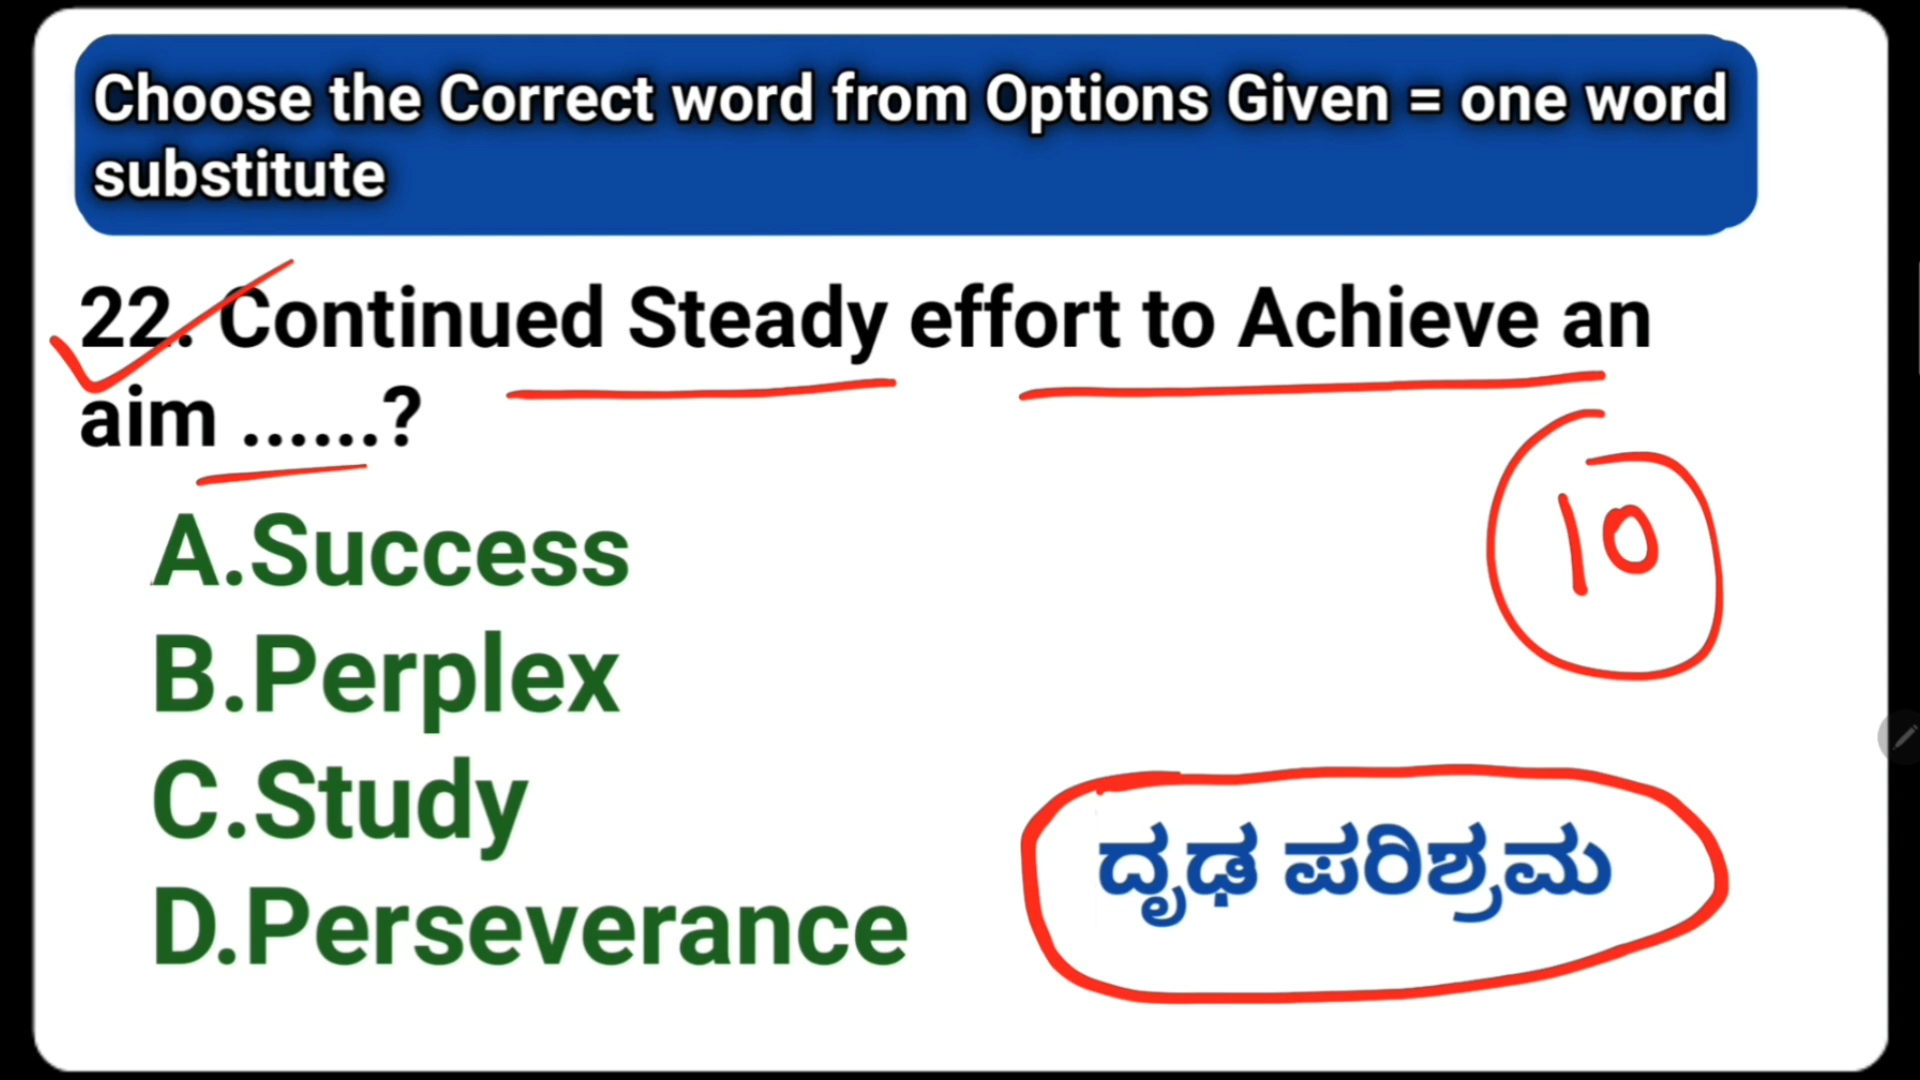 Choose the Correct word from Options Given = one word
substitute
22. Continued Steady effort to Achieve an
aim ......?
10
A.Success
B.Perplex
C.Study
D.Perseverance
ದೃಢ ಪರಿಶ್ರಮ